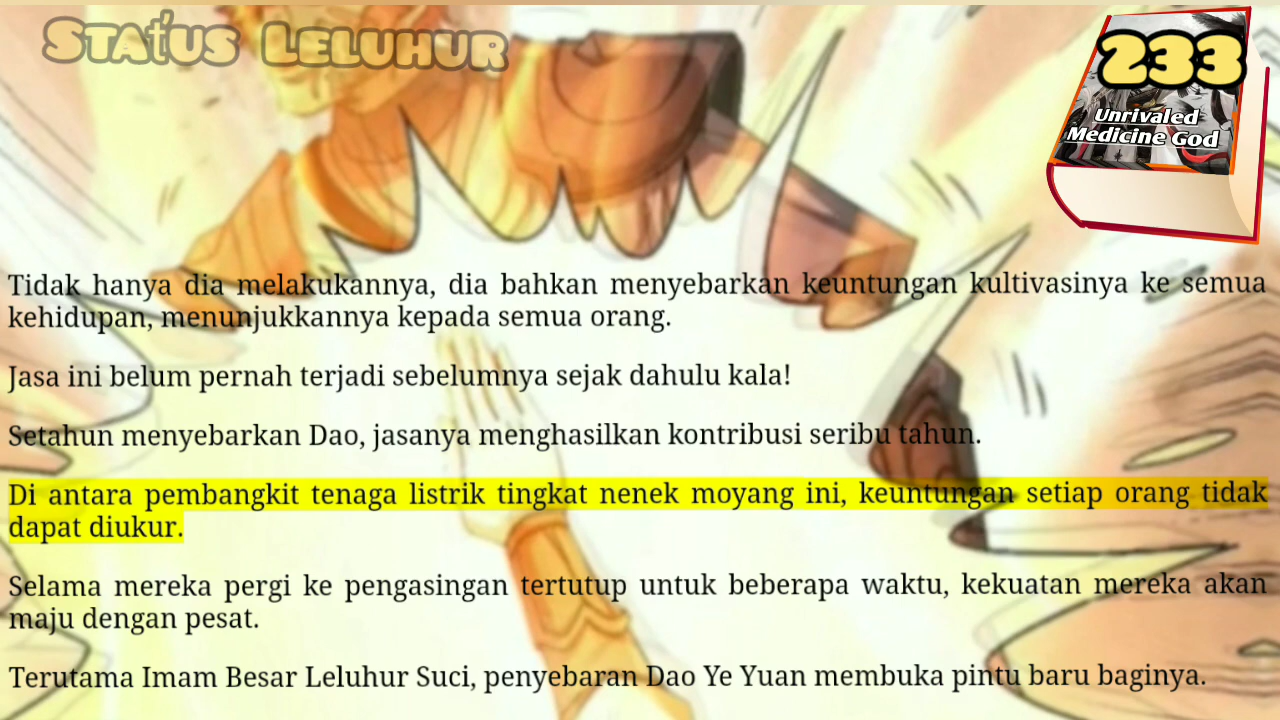 Status Leluhur
233
Unrivaled
Medicine God
Tidak hanya dia melakukannya, dia bahkan menyebarkan keuntungan kultivasinya ke semua
kehidupan, menunjukkannya kepada semua orang.
Jasa ini belum pernah terjadi sebelumnya sejak dahulu kala!
Setahun menyebarkan Dao, jasanya menghasilkan kontribusi seribu tahun.
Di antara pembangkit tenaga listrik tingkat nenek moyang ini, keuntungan setiap orang tidak
dapat diukur.
Selama mereka pergi ke pengasingan tertutup untuk beberapa waktu, kekuatan mereka akan
maju dengan pesat.
Terutama Imam Besar Leluhur Suci, penyebaran Dao Ye Yuan membuka pintu baru baginya.